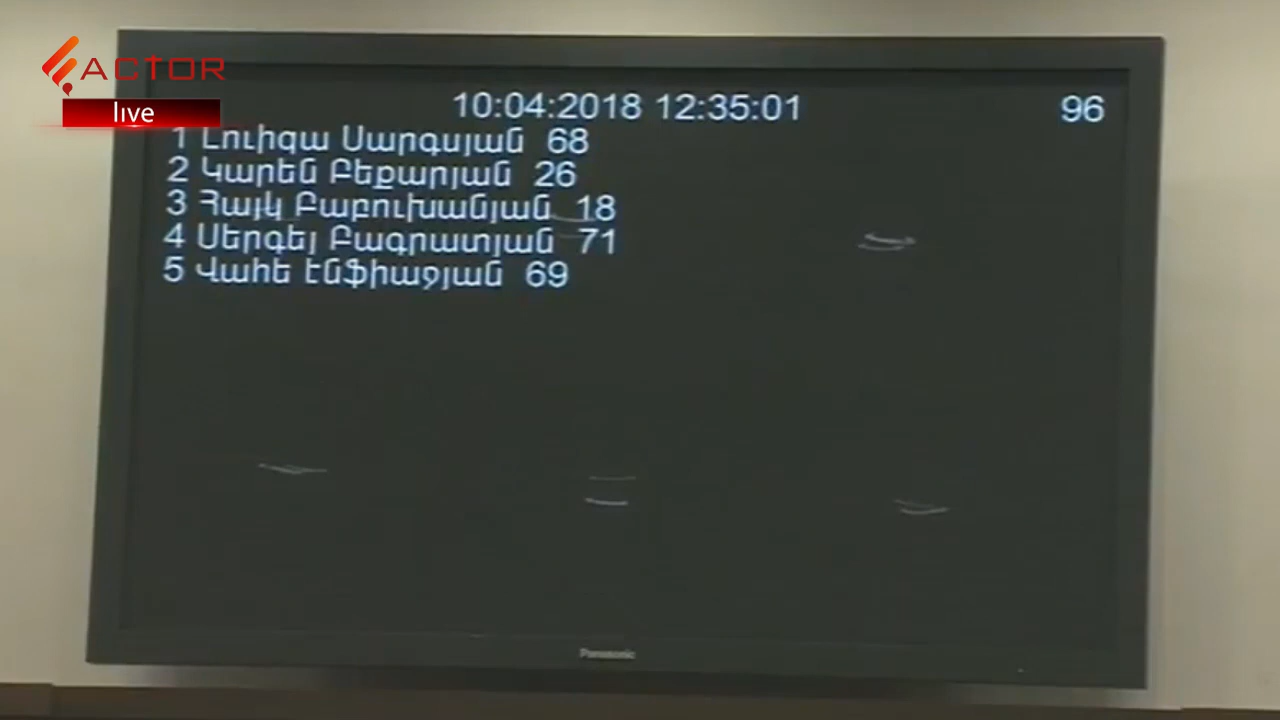 ACTOR
live
10:04:2018 12:35:01 96
1 Լուիզա Սարգսյան 68
2 Կարեն Բեքարյան 26
3 Հայկ Բաբուխանյան 18
4 Սերգեյ Բագրատյան 71
5 Վահե Էնֆիաջյան 69
Panasonic